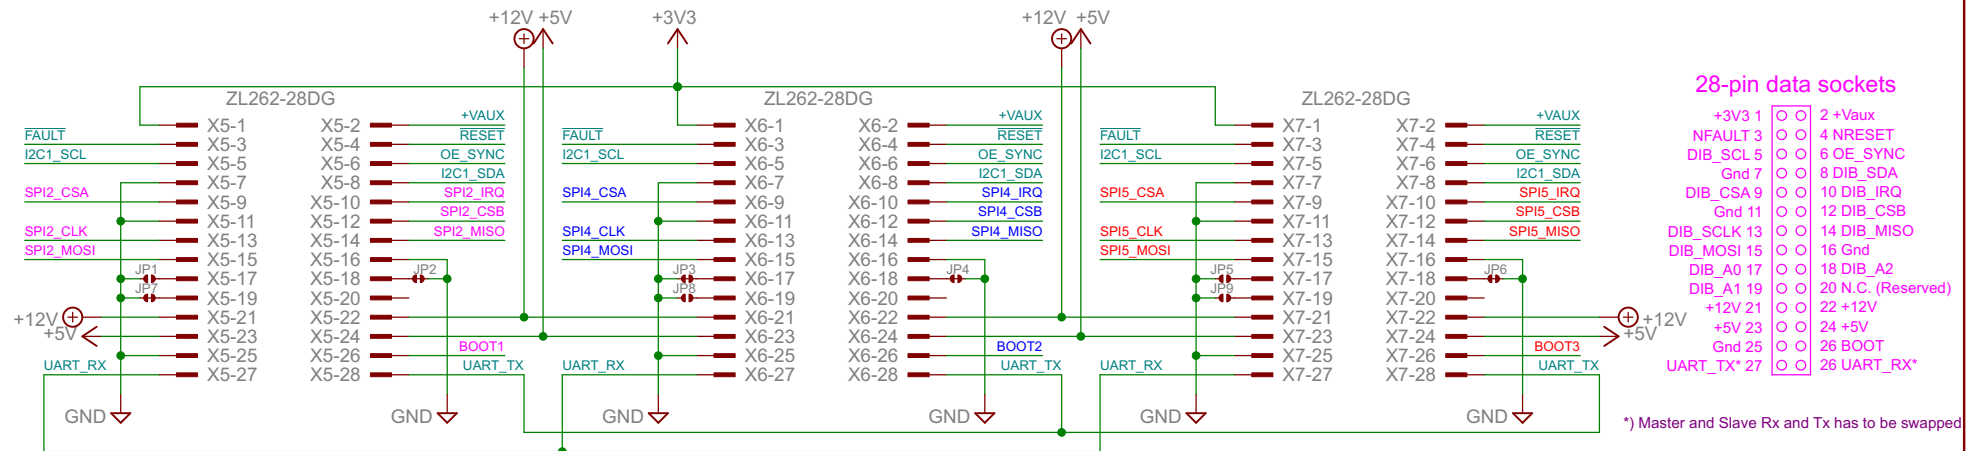 +12V +5V
+3V3
+12V +5V
ZL262-28DG
ZL262-28DG
ZL262-28DG
28-pin data sockets
X5-1 X5-2 +VAUX X6-1 X6-2 +VAUX X7-1 X7-2 +VAUX +3V3 1 2 +Vaux
FAULT X5-3 X5-4 RESET FAULT X6-3 X6-4 RESET FAULT X7-3 X7-4 RESET NFAULT 3 4 NRESET
I2C1_SCL X5-5 X5-6 OE_SYNC I2C1_SCL X6-5 X6-6 OE_SYNC I2C1_SCL X7-5 X7-6 OE_SYNC DIB_SCL 5 6 OE_SYNC
X5-7 X5-8 I2C1_SDA X6-7 X6-8 I2C1_SDA X7-7 X7-8 I2C1_SDA Gnd 7 8 DIB_SDA
SPI2_CSA X5-9 X5-10 SPI2_IRQ SPI4_CSA X6-9 X6-10 SPI4_IRQ SPI5_CSA X7-9 X7-10 SPI5_IRQ DIB_CSA 9 10 DIB_IRQ
X5-11 X5-12 SPI2_CSB X6-11 X6-12 SPI4_CSB X7-11 X7-12 SPI5_CSB Gnd 11 12 DIB_CSB
SPI2_CLK X5-13 X5-14 SPI2_MISO SPI4_CLK X6-13 X6-14 SPI4_MISO SPI5_CLK X7-13 X7-14 SPI5_MISO DIB_SCLK 13 14 DIB_MISO
SPI2_MOSI X5-15 X5-16 SPI4_MOSI X6-15 X6-16 SPI5_MOSI X7-15 X7-16 DIB_MOSI 15 16 Gnd
JP1 X5-17 X5-18 JP2 JP3 X6-17 X6-18 JP4 JP5 X7-17 X7-18 JP6 DIB_A0 17 18 DIB_A2
JP7 X5-19 X5-20 JP8 X6-19 X6-20 JP9 X7-19 X7-20 DIB_A1 19 20 N.C. (Reserved)
+12V X5-21 X5-22 X6-21 X6-22 X7-21 X7-22 +12V +12V 21 22 +12V
+5V X5-23 X5-24 X6-23 X6-24 X7-23 X7-24 +5V +5V 23 24 +5V
X5-25 X5-26 BOOT1 X6-25 X6-26 BOOT2 X7-25 X7-26 BOOT3 Gnd 25 26 BOOT
UART_RX X5-27 X5-28 UART_TX UART_RX X6-27 X6-28 UART_TX UART_RX X7-27 X7-28 UART_TX UART_TX* 27 26 UART_RX*
GND GND GND GND GND GND
*) Master and Slave Rx and Tx has to be swapped